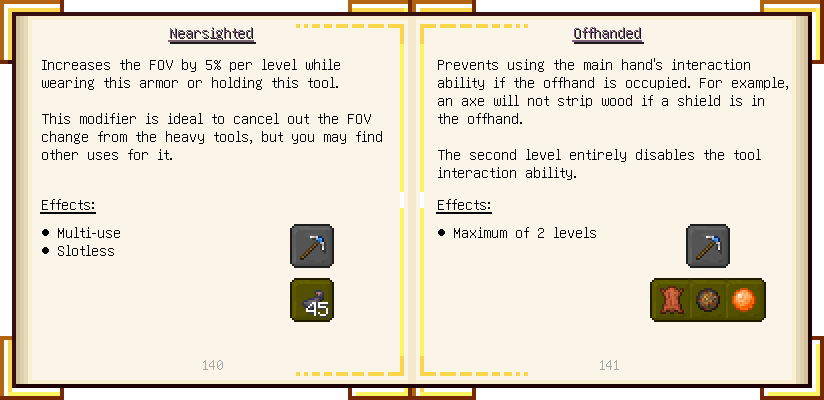 Nearsighted
Increases the FOV by 5% per level while
wearing this armor or holding this tool.
This modifier is ideal to cancel out the FOV
change from the heavy tools, but you may find
other uses for it.
Effects:
• Multi-use
• Slotless
45
140
Offhanded
Prevents using the main hand's interaction
ability if the offhand is occupied. For example,
an axe will not strip wood if a shield is in
the offhand.
The second level entirely disables the tool
interaction ability.
Effects:
• Maximum of 2 levels
141